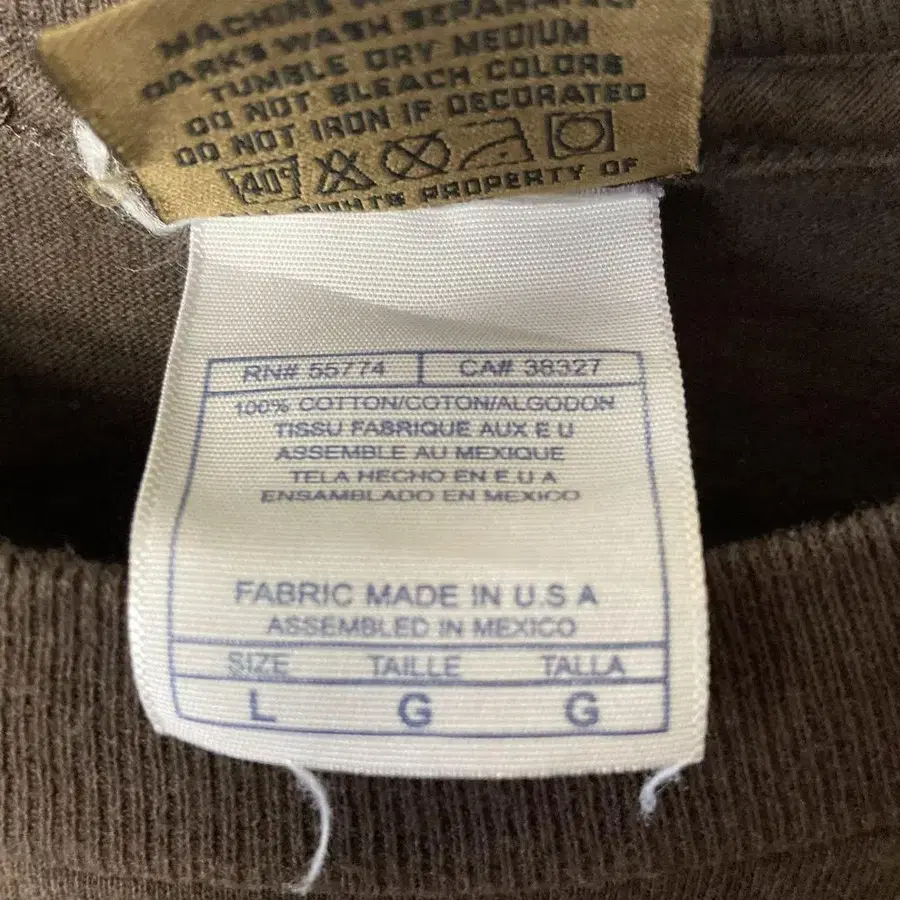 MACHINE
DARKS WASH SEPARATELY
TUMBLE DRY MEDIUM
DO NOT BLEACH COLORS
DO NOT IRON IF DECORATED
40°
RIGHTS PROPERTY OF
RN# 55774 CA# 38327
100% COTTON/COTON/ALGODON
TISSU FABRIQUE AUX E U
ASSEMBLE AU MEXIQUE
TELA HECHO EN E.U A
ENSAMBLADO EN MEXICO
FABRIC MADE IN U.S A
ASSEMBLED IN MEXICO
SIZE TAILLE TALLA
L G G